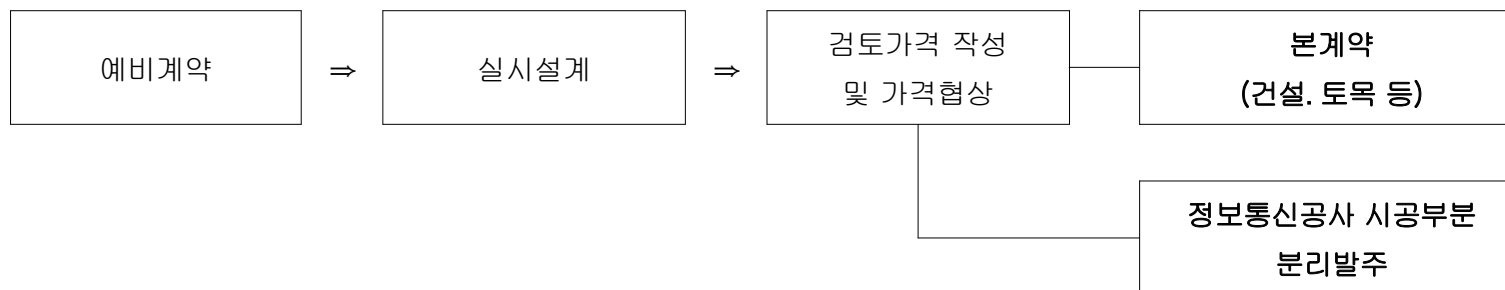 예비계약
⇒
실시설계
⇒
검토가격 작성
및 가격협상
본계약
(건설. 토목 등)
정보통신공사 시공부분
분리발주